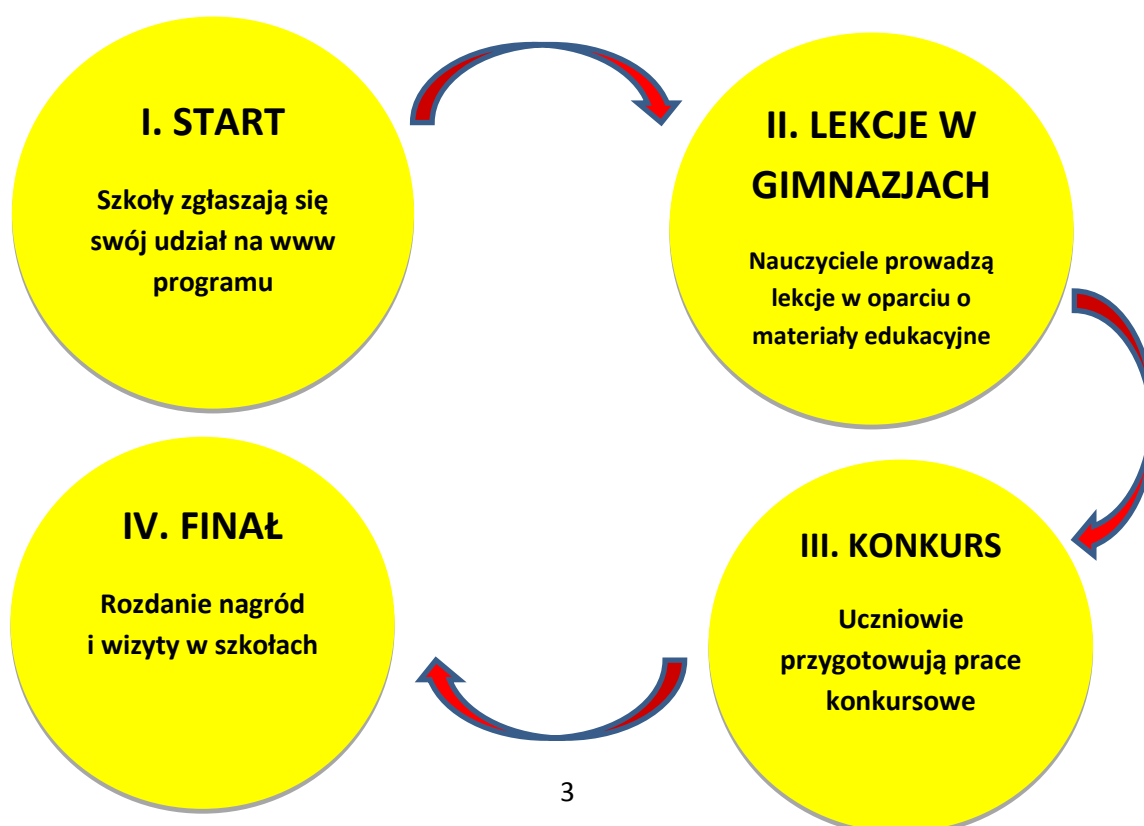 I. START
Szkoły zgłaszają się
swój udział na www
programu
II. LEKCJE W
GIMNAZJACH
Nauczyciele prowadzą
lekcje w oparciu o
materiały edukacyjne
III. KONKURS
Uczniowie
przygotowują prace
konkursowe
IV. FINAŁ
Rozdanie nagród
i wizyty w szkołach
3